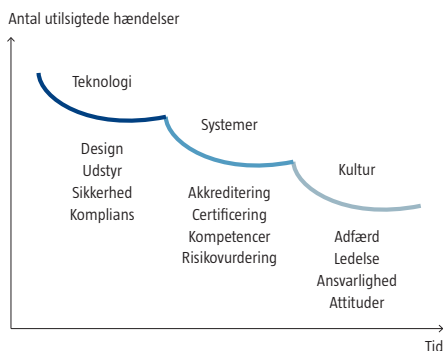 Antal utilsigtede hændelser
Teknologi
Design
Udstyr
Sikkerhed
Komplians
Systemer
Akkreditering
Certificering
Kompetencer
Risikovurdering
Kultur
Adfærd
Ledelse
Ansvarlighed
Attituder
Tid